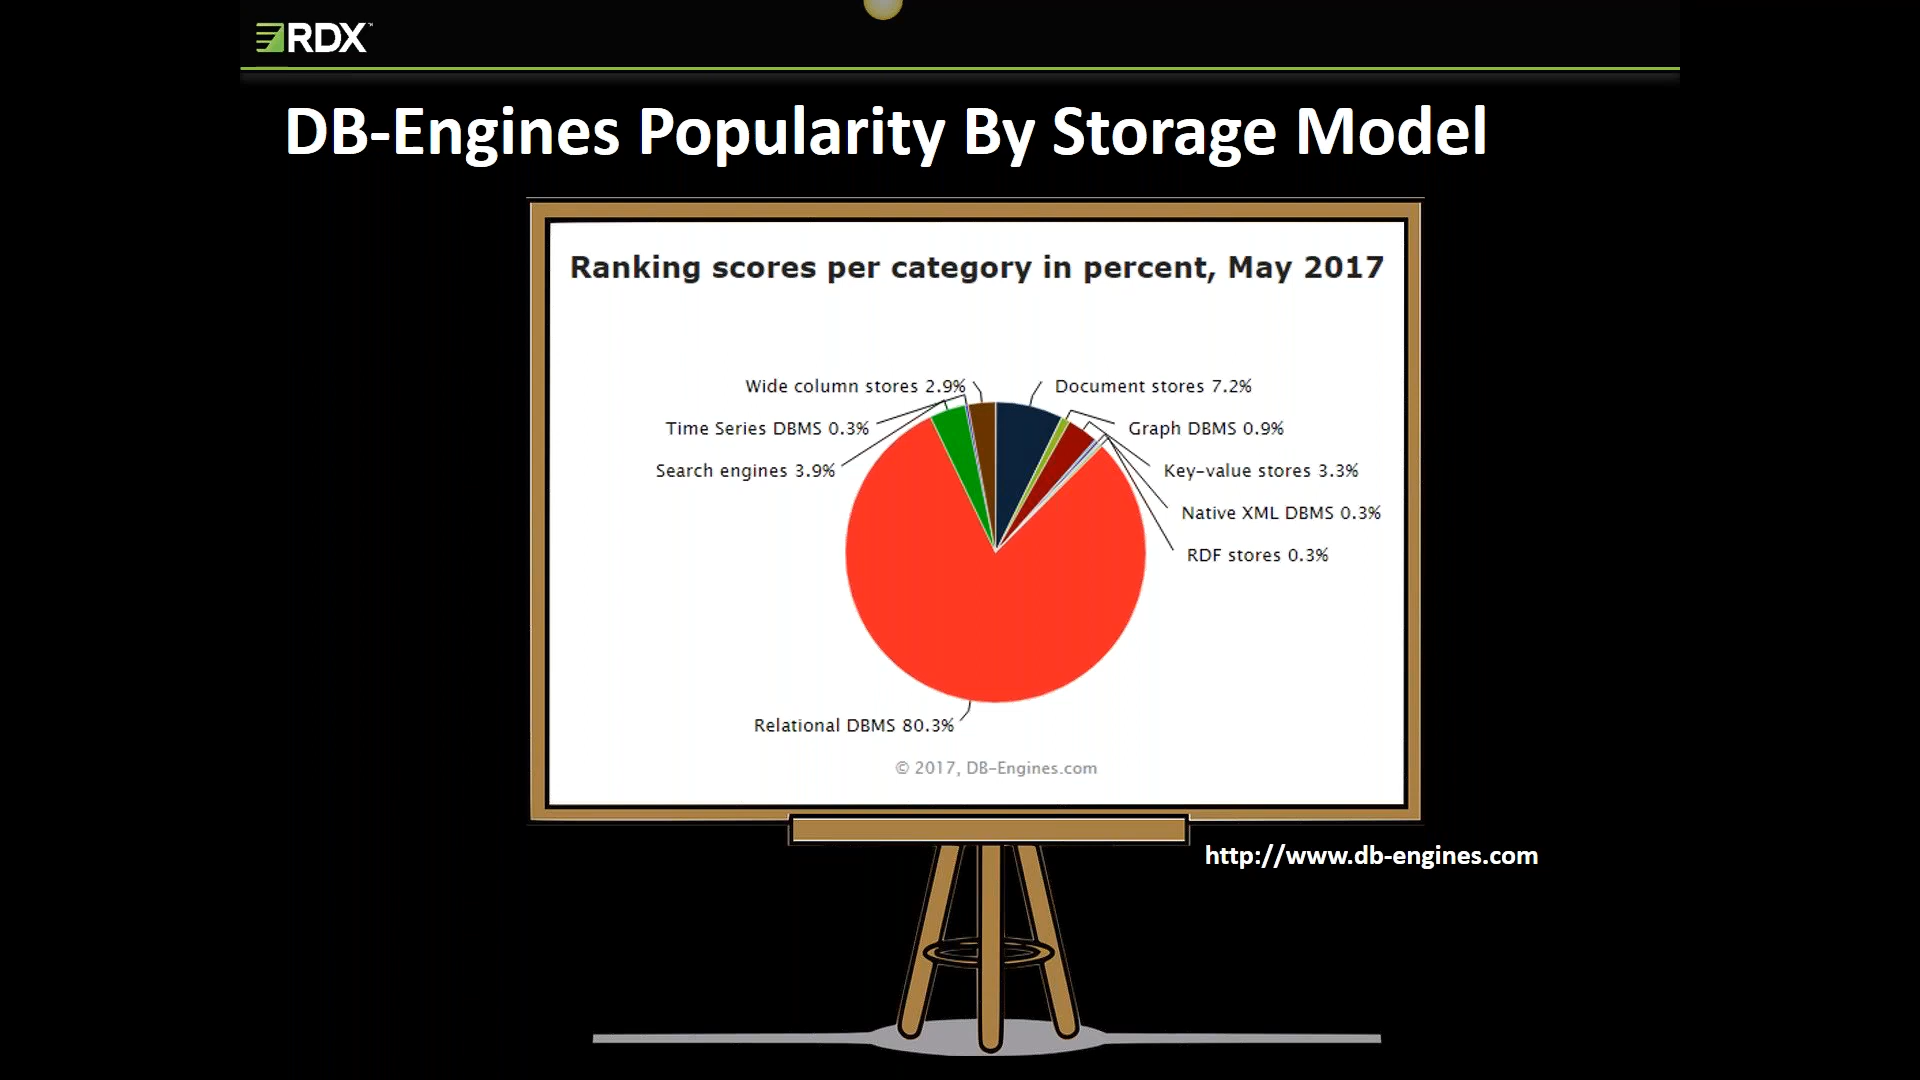 RDX™
DB-Engines Popularity By Storage Model
Ranking scores per category in percent, May 2017
Wide column stores 2.9%
Document stores 7.2%
Time Series DBMS 0.3%
Graph DBMS 0.9%
Search engines 3.9%
Key-value stores 3.3%
Native XML DBMS 0.3%
RDF stores 0.3%
Relational DBMS 80.3%
© 2017, DB-Engines.com
http://www.db-engines.com